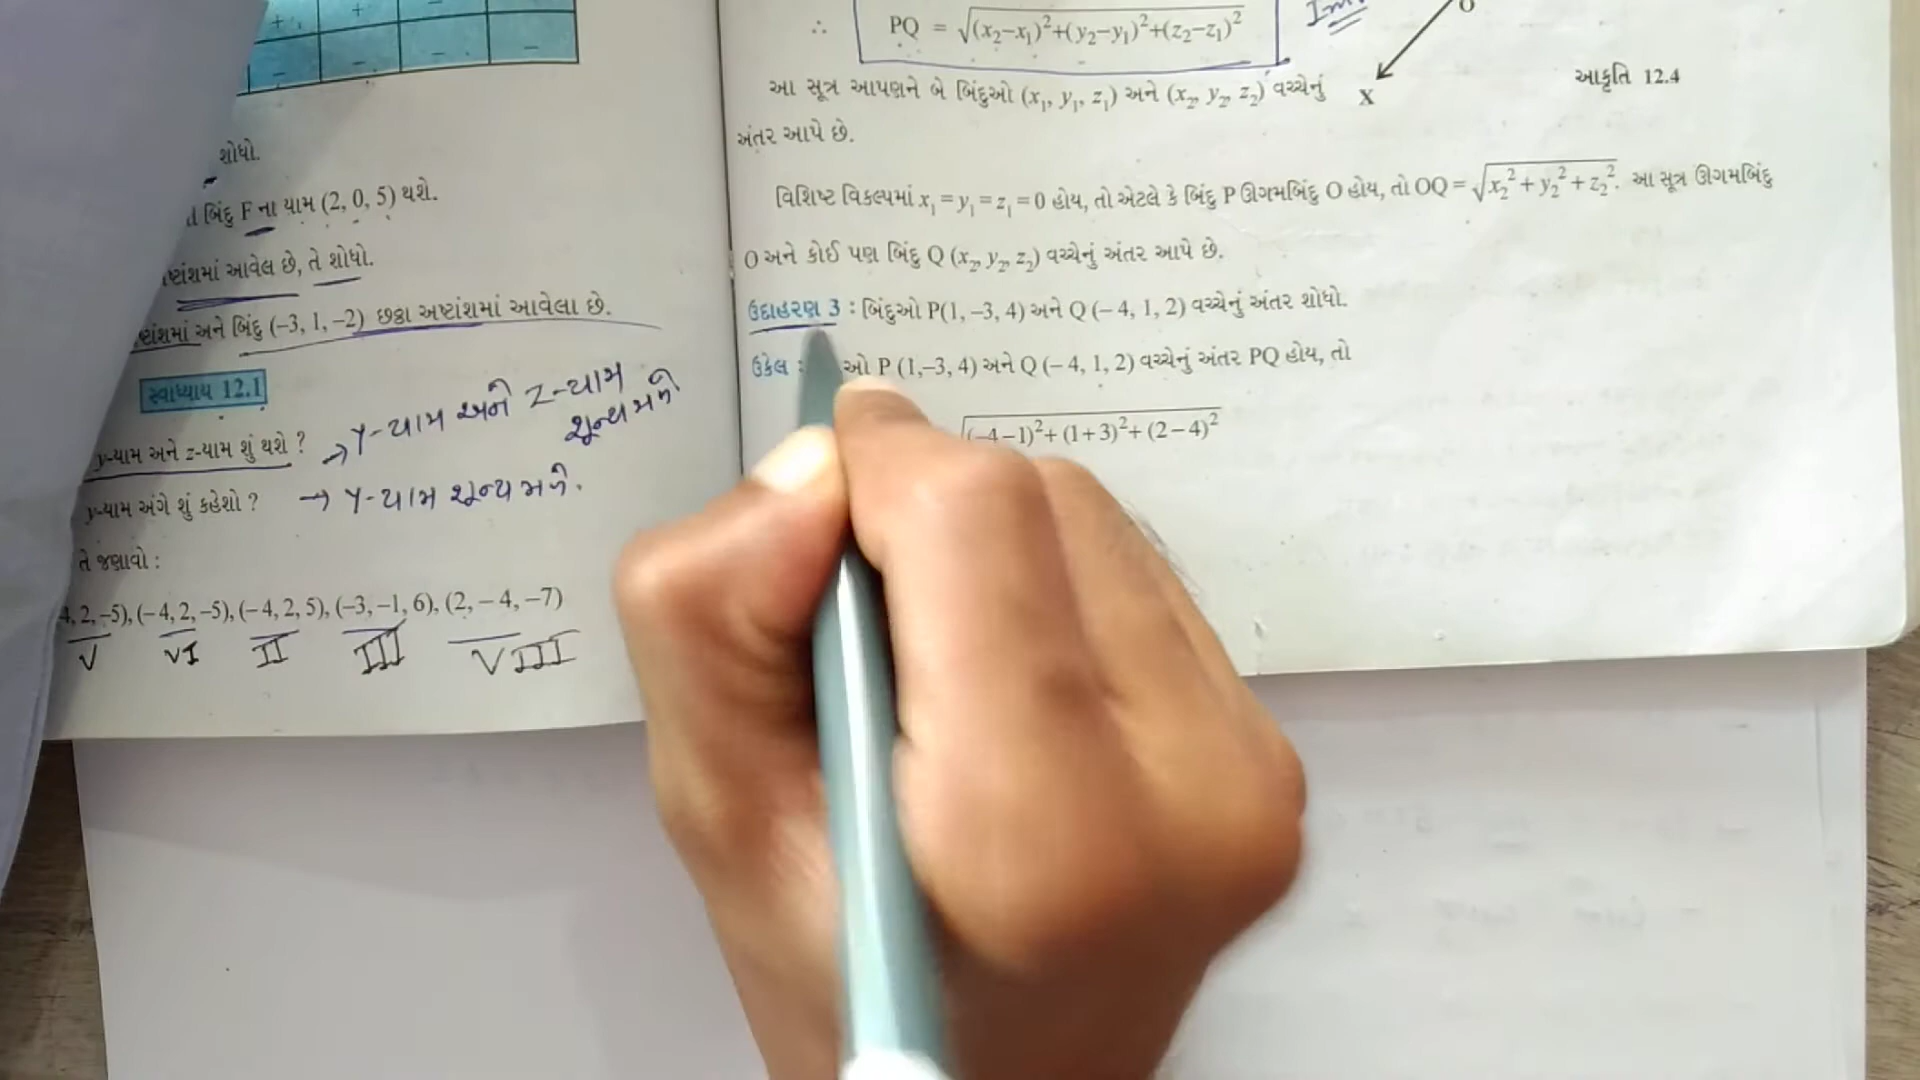 શોધો.
બિંદુ F ના યામ (2, 0, 5) થશે.
ષ્ટાંશમાં આવેલ છે, તે શોધો.
ષ્ટાંશમાં અને બિંદુ (–3, 1, –2) છઠ્ઠા અષ્ટાંશમાં આવેલા છે.
સ્વાધ્યાય 12.1
y-યામ અને z-યામ શું થશે ? → Y-યામ અને Z-યામ શૂન્ય મળે
y-યામ અંગે શું કહેશો ? → Y-યામ શૂન્ય મળે.
તે જણાવો :
4, 2, –5), (–4, 2, –5), (–4, 2, 5), (–3, –1, 6), (2, –4, –7)
V VI II III VIII
∴ PQ = √(x₂–x₁)²+(y₂–y₁)²+(z₂–z₁)²
આ સૂત્ર આપણને બે બિંદુઓ (x₁, y₁, z₁) અને (x₂, y₂, z₂) વચ્ચેનું
અંતર આપે છે.
X
O
આકૃતિ 12.4
વિશિષ્ટ વિકલ્પમાં x₁ = y₁ = z₁ = 0 હોય, તો એટલે કે બિંદુ P ઊગમબિંદુ O હોય, તો OQ = √x₂² + y₂² + z₂². આ સૂત્ર ઊગમબિંદુ
O અને કોઈ પણ બિંદુ Q (x₂, y₂, z₂) વચ્ચેનું અંતર આપે છે.
ઉદાહરણ 3 : બિંદુઓ P(1, –3, 4) અને Q (– 4, 1, 2) વચ્ચેનું અંતર શોધો.
ઉકેલ : ઓ P (1,–3, 4) અને Q (– 4, 1, 2) વચ્ચેનું અંતર PQ હોય, તો
√(–4–1)²+ (1+3)²+ (2–4)²